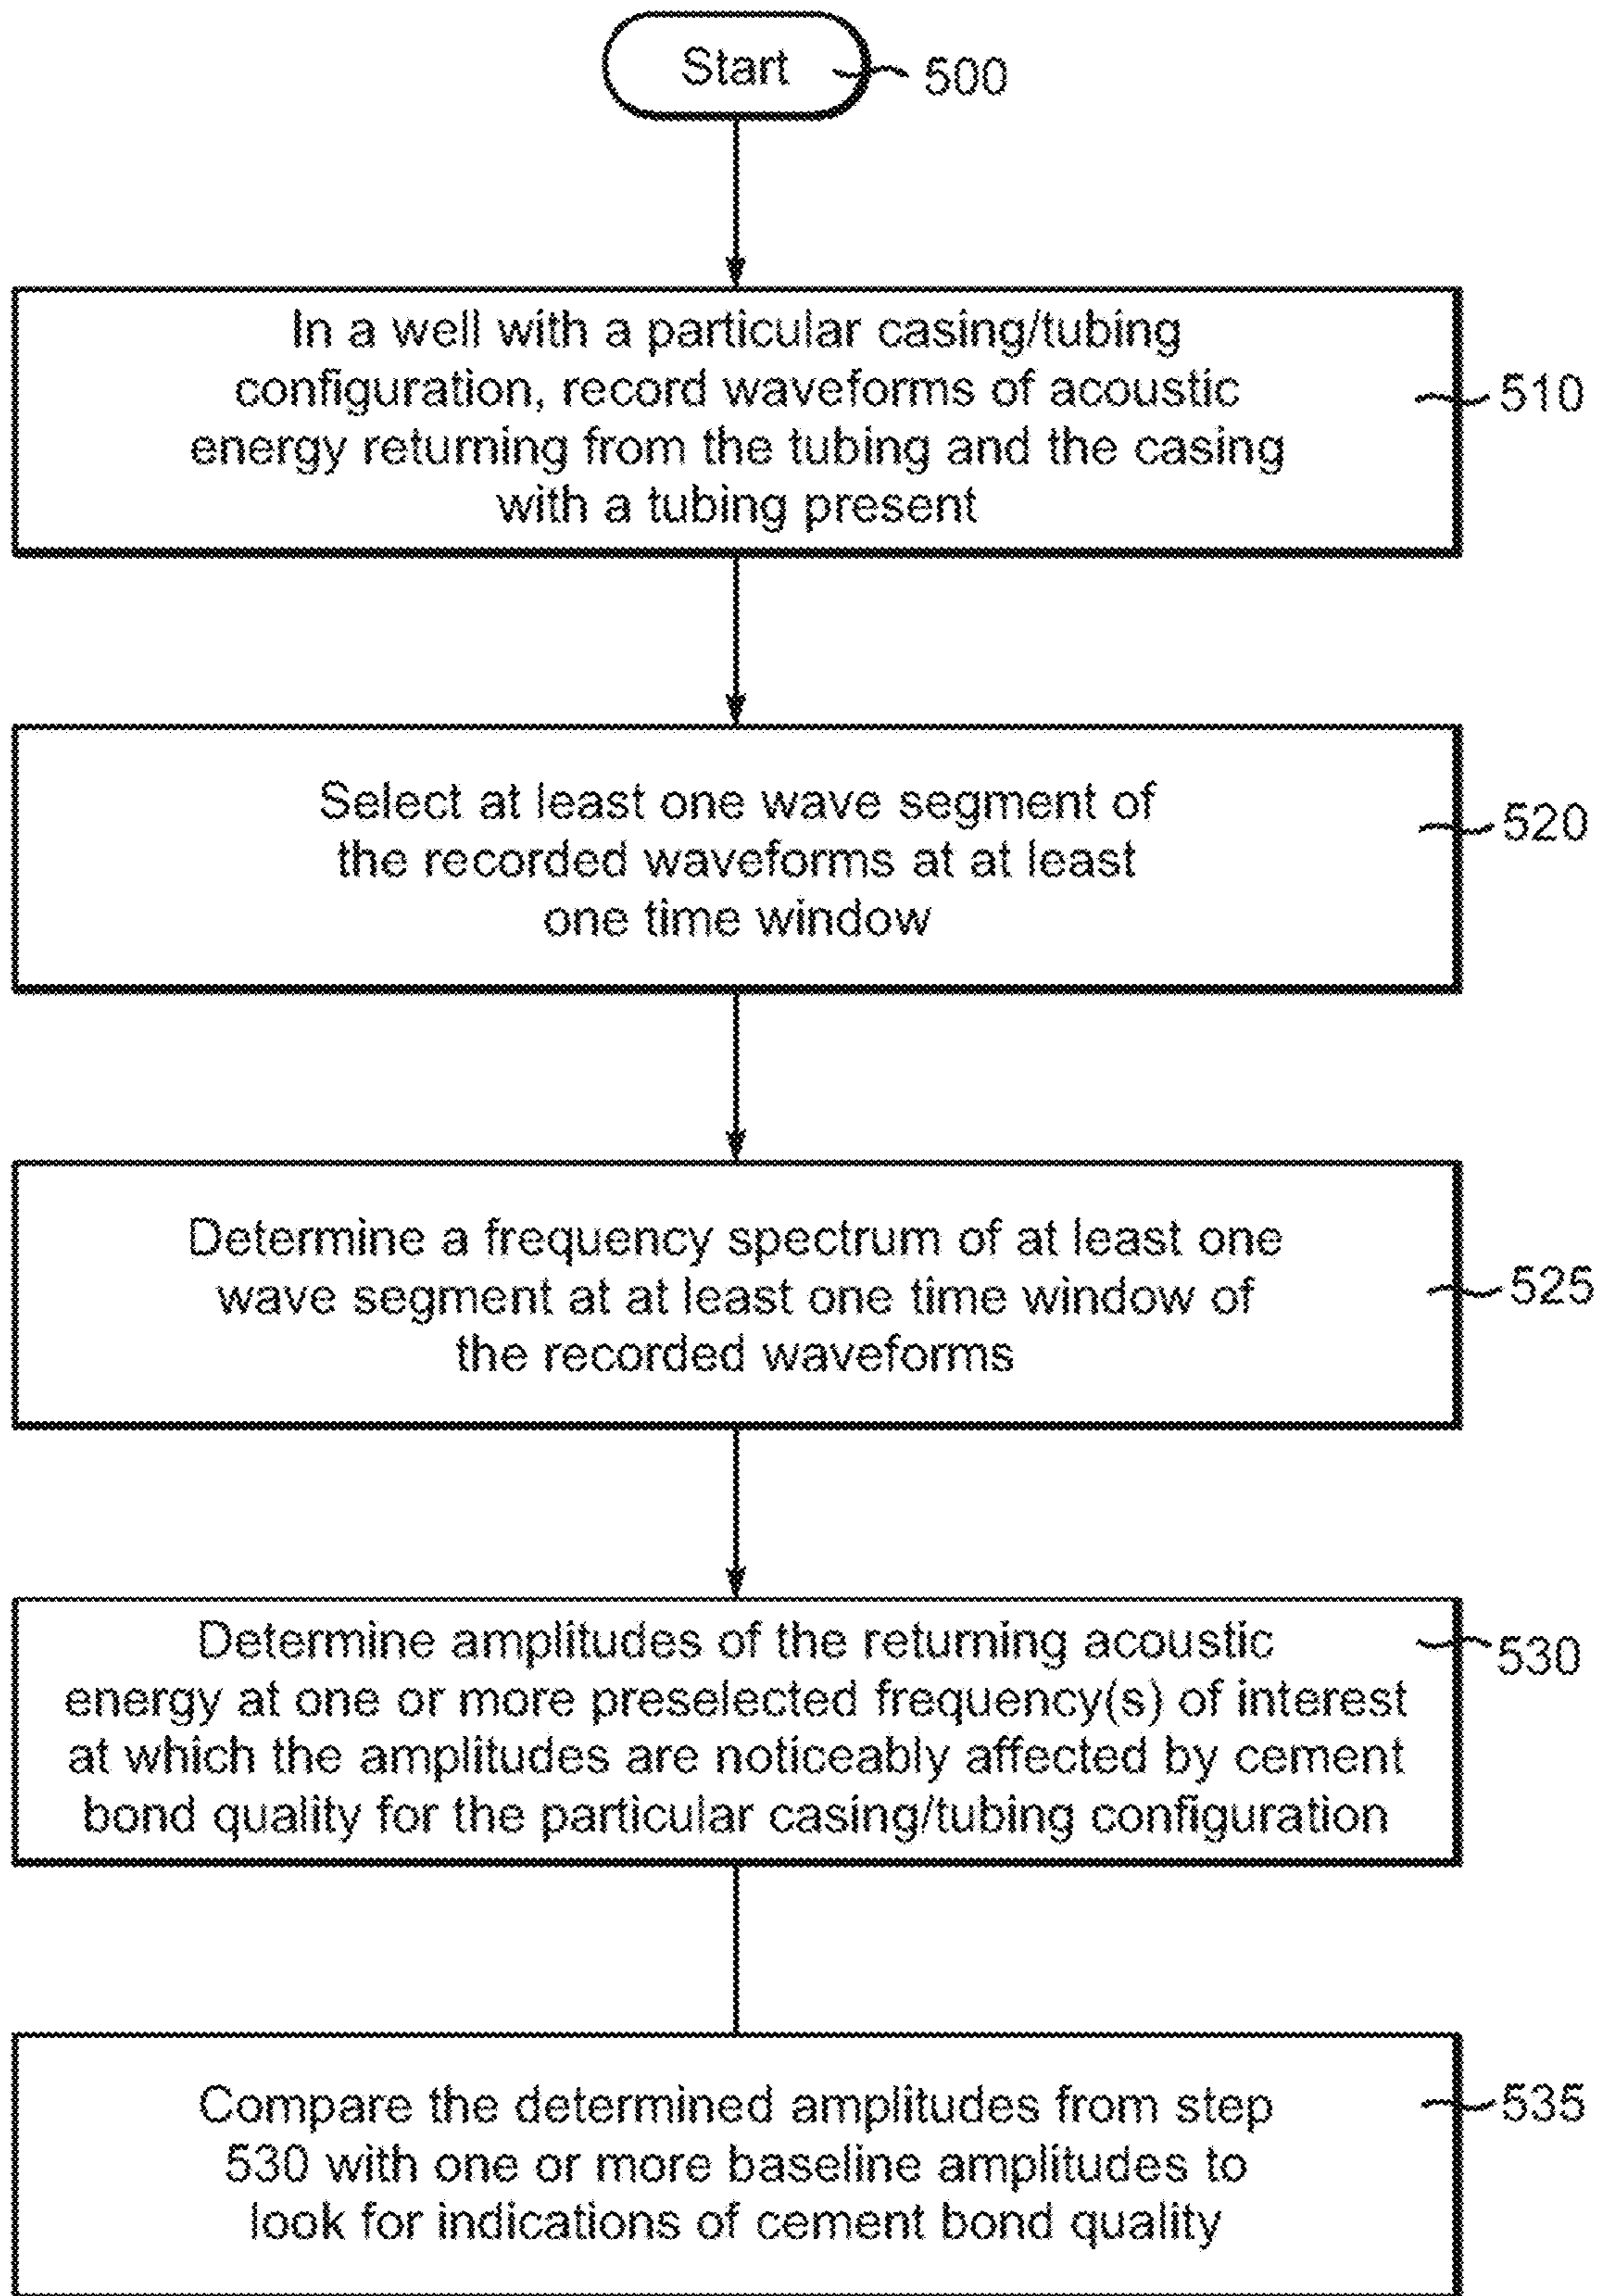 Start
500
In a well with a particular casing/tubing
configuration, record waveforms of acoustic
energy returning from the tubing and the casing
with a tubing present
510
Select at least one wave segment of
the recorded waveforms at at least
one time window
520
Determine a frequency spectrum of at least one
wave segment at at least one time window of
the recorded waveforms
525
Determine amplitudes of the returning acoustic
energy at one or more preselected frequency(s) of interest
at which the amplitudes are noticeably affected by cement
bond quality for the particular casing/tubing configuration
530
Compare the determined amplitudes from step
530 with one or more baseline amplitudes to
look for indications of cement bond quality
535